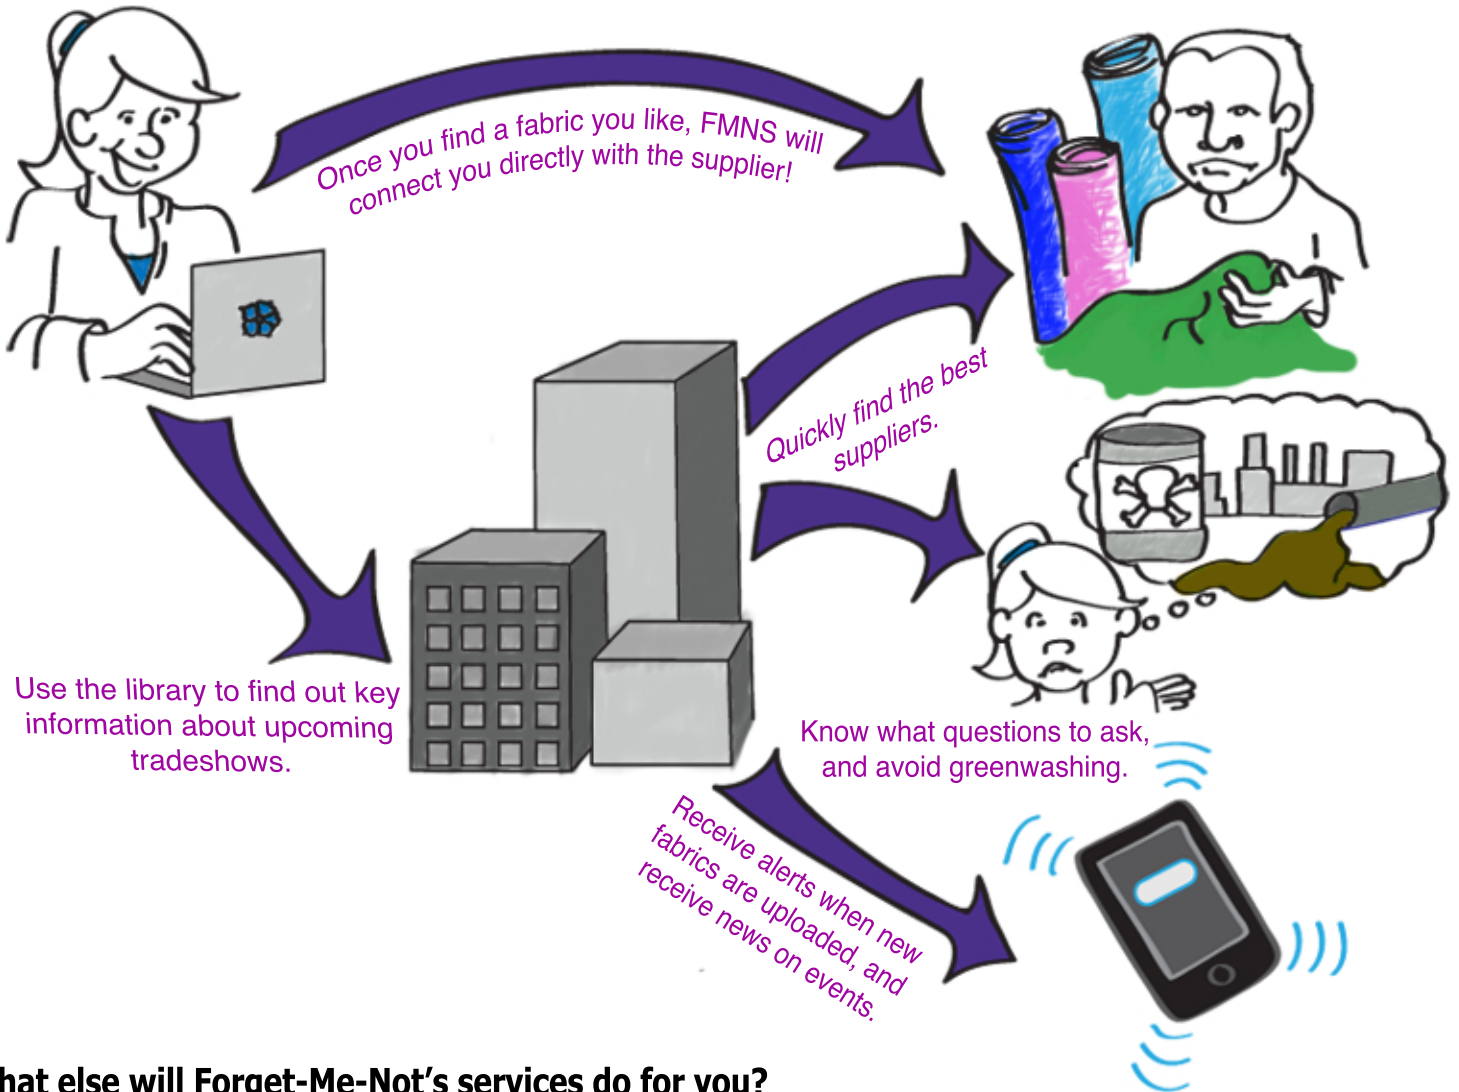 Once you find a fabric you like, FMNS will
connect you directly with the supplier!
Quickly find the best
suppliers.
Use the library to find out key
information about upcoming
tradeshows.
Know what questions to ask,
and avoid greenwashing.
Receive alerts when new
fabrics are uploaded, and
receive news on events.
hat else will Forget-Me-Not’s services do for you?